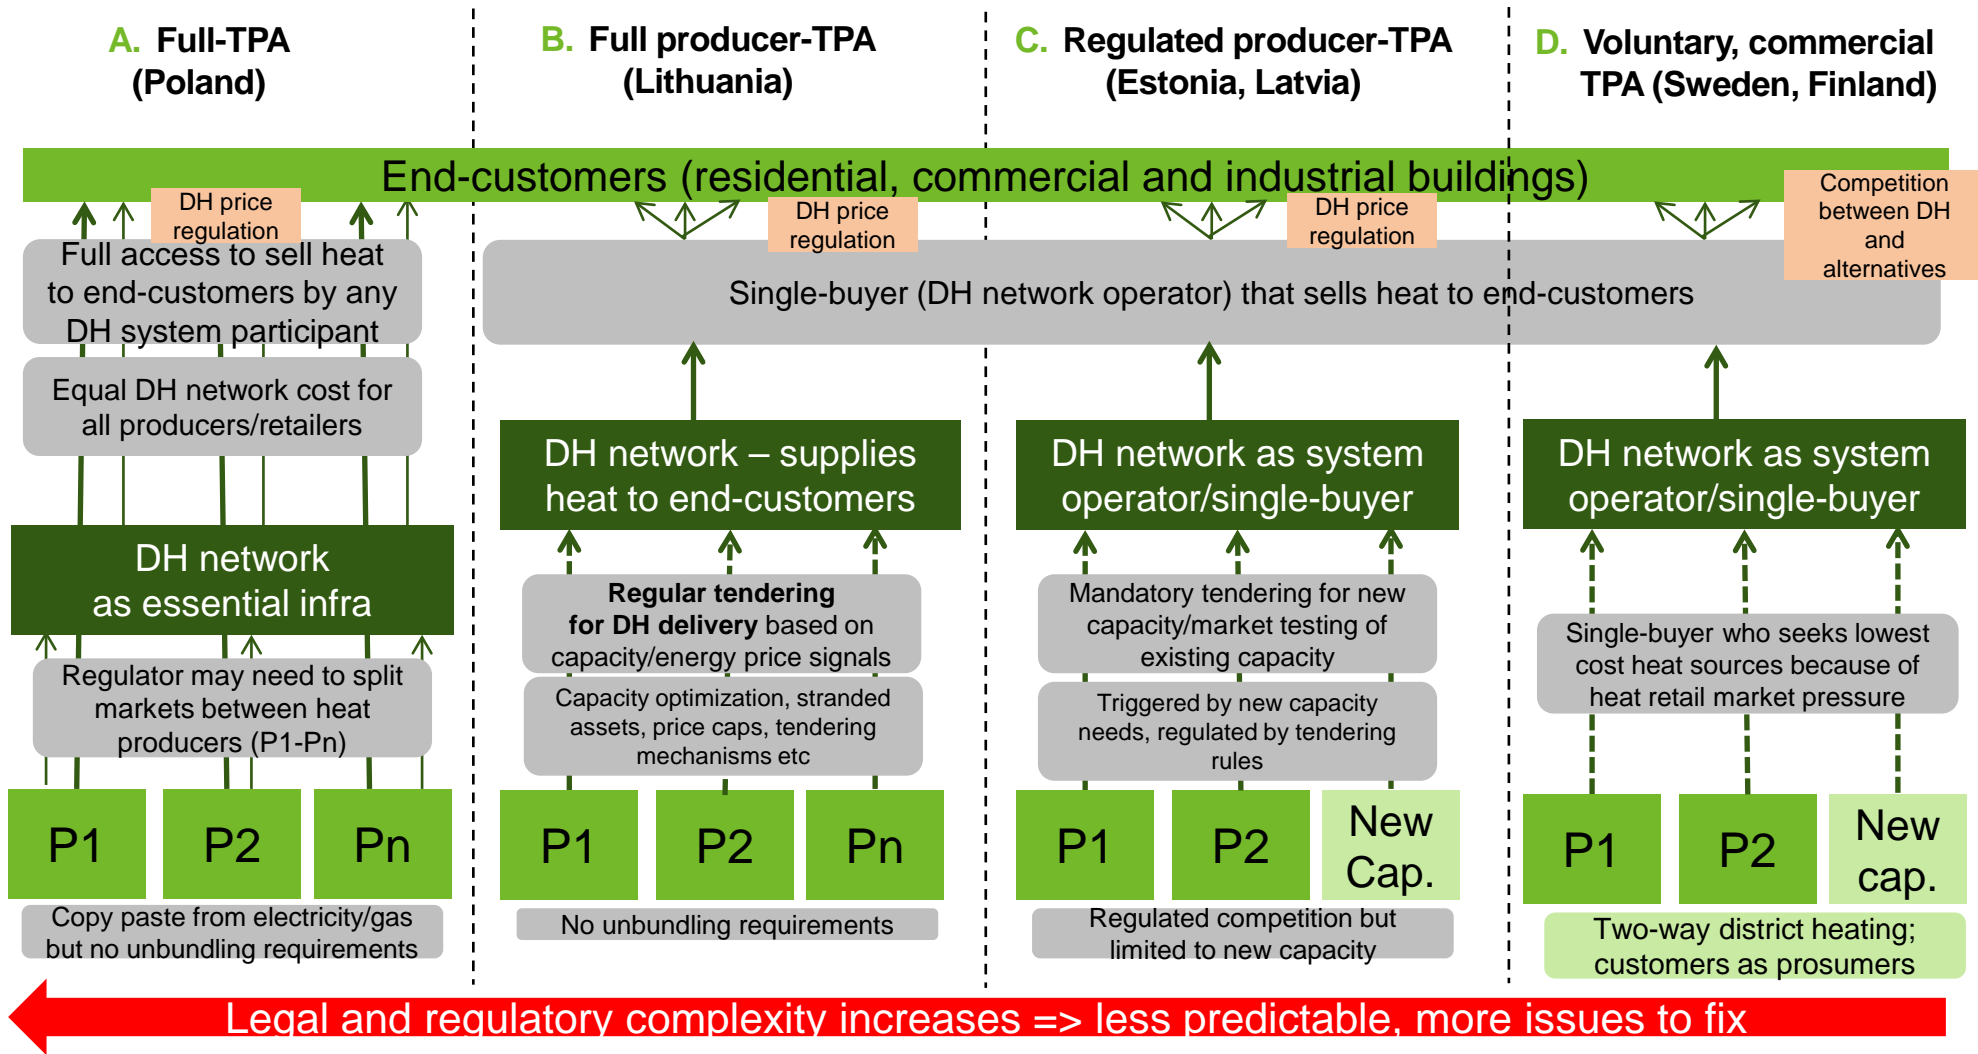 A. Full-TPA
(Poland)
B. Full producer-TPA
(Lithuania)
C. Regulated producer-TPA
(Estonia, Latvia)
D. Voluntary, commercial
TPA (Sweden, Finland)
End-customers (residential, commercial and industrial buildings)
DH price
regulation
DH price
regulation
DH price
regulation
Competition
between DH
and
alternatives
Full access to sell heat
to end-customers by any
DH system participant
Single-buyer (DH network operator) that sells heat to end-customers
Equal DH network cost for
all producers/retailers
DH network
as essential infra
Regulator may need to split
markets between heat
producers (P1-Pn)
P1
P2
Pn
Copy paste from electricity/gas
but no unbundling requirements
DH network – supplies
heat to end-customers
Regular tendering
for DH delivery based on
capacity/energy price signals
Capacity optimization, stranded
assets, price caps, tendering
mechanisms etc
P1
P2
Pn
No unbundling requirements
DH network as system
operator/single-buyer
Mandatory tendering for new
capacity/market testing of
existing capacity
Triggered by new capacity
needs, regulated by tendering
rules
P1
P2
New
Cap.
Regulated competition but
limited to new capacity
DH network as system
operator/single-buyer
Single-buyer who seeks lowest
cost heat sources because of
heat retail market pressure
P1
P2
New
cap.
Two-way district heating;
customers as prosumers
Legal and regulatory complexity increases => less predictable, more issues to fix